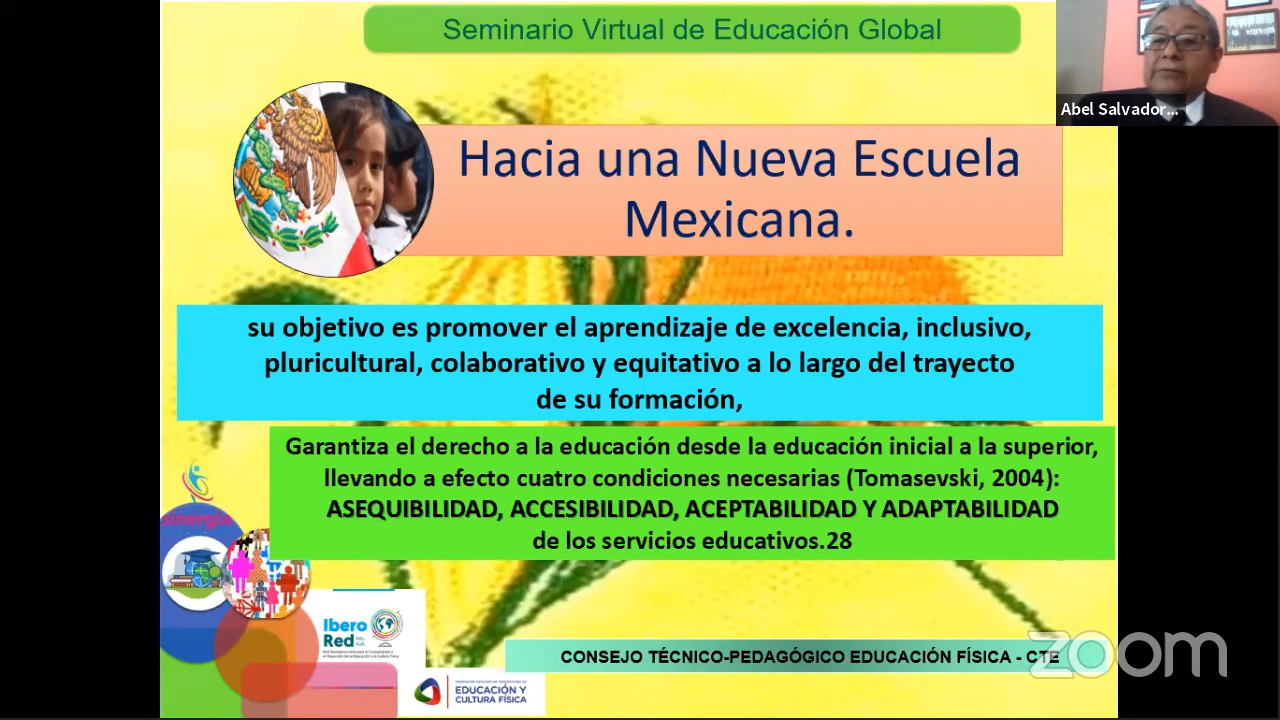 Seminario Virtual de Educación Global
Abel Salvador...
Hacia una Nueva Escuela
Mexicana.
su objetivo es promover el aprendizaje de excelencia, inclusivo,
pluricultural, colaborativo y equitativo a lo largo del trayecto
de su formación,
Garantiza el derecho a la educación desde la educación inicial a la superior,
llevando a efecto cuatro condiciones necesarias (Tomasevski, 2004):
ASEQUIBILIDAD, ACCESIBILIDAD, ACEPTABILIDAD Y ADAPTABILIDAD
de los servicios educativos.28
sinergia
Ibero
Red
CONSEJO TÉCNICO-PEDAGÓGICO EDUCACIÓN FÍSICA - CTE
zoom
EDUCACIÓN Y
CULTURA FÍSICA